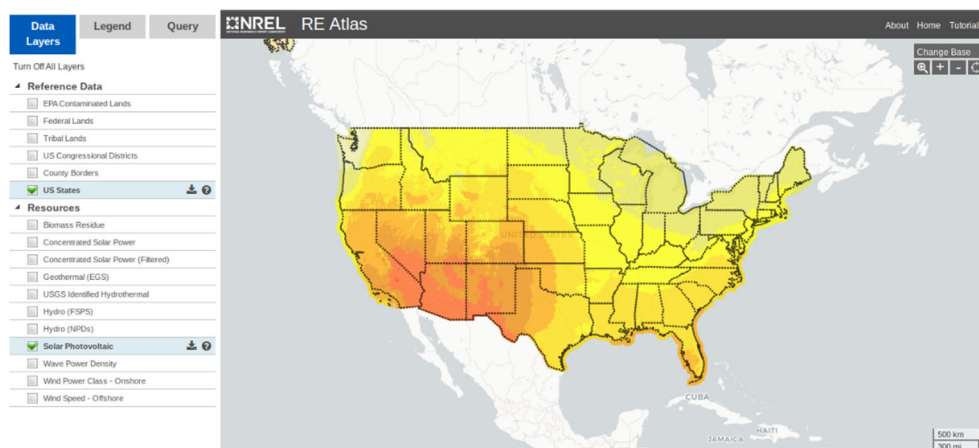 Data Layers
Legend
Query
NREL
RE Atlas
About Home Tutorial
Turn Off All Layers
Change Base
+
-
Reference Data
EPA Contaminated Lands
Federal Lands
Tribal Lands
US Congressional Districts
County Borders
US States
Resources
Biomass Residue
Concentrated Solar Power
Concentrated Solar Power (Filtered)
Geothermal (EGS)
USGS Identified Hydrothermal
Hydro (FSPS)
Hydro (NPDs)
Solar Photovoltaic
Wave Power Density
Wind Power Class - Onshore
Wind Speed - Offshore
UNITED STATES
CUBA
HAITI
JAMAICA
500 km
300 mi